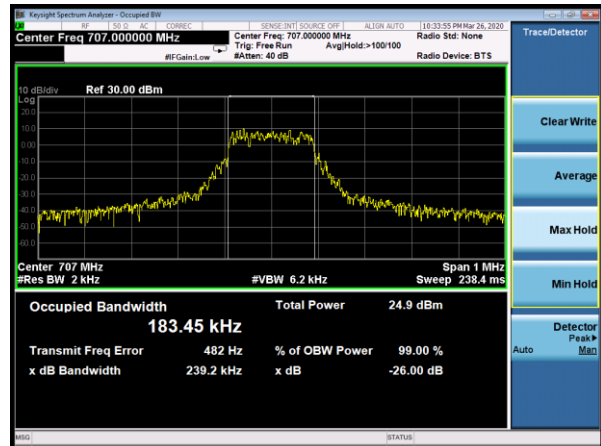 Keysight Spectrum Analyzer - Occupied BW
RF 50 Ω AC CORREC SENSE:INT SOURCE OFF ALIGN AUTO 10:33:55 PM Mar 26, 2020
Center Freq 707.000000 MHz
Center Freq: 707.000000 MHz Radio Std: None
Trig: Free Run Avg|Hold:>100/100
#IFGain:Low #Atten: 40 dB Radio Device: BTS
10 dB/div Ref 30.00 dBm
Log
20.0
10.0
0.00
-10.0
-20.0
-30.0
-40.0
-50.0
-60.0
Center 707 MHz Span 1 MHz
#Res BW 2 kHz #VBW 6.2 kHz Sweep 238.4 ms
Occupied Bandwidth Total Power 24.9 dBm
183.45 kHz
Transmit Freq Error 482 Hz % of OBW Power 99.00 %
x dB Bandwidth 239.2 kHz x dB -26.00 dB
MSG STATUS
Trace/Detector
Clear Write
Average
Max Hold
Min Hold
Detector
Peak▶
Auto Man